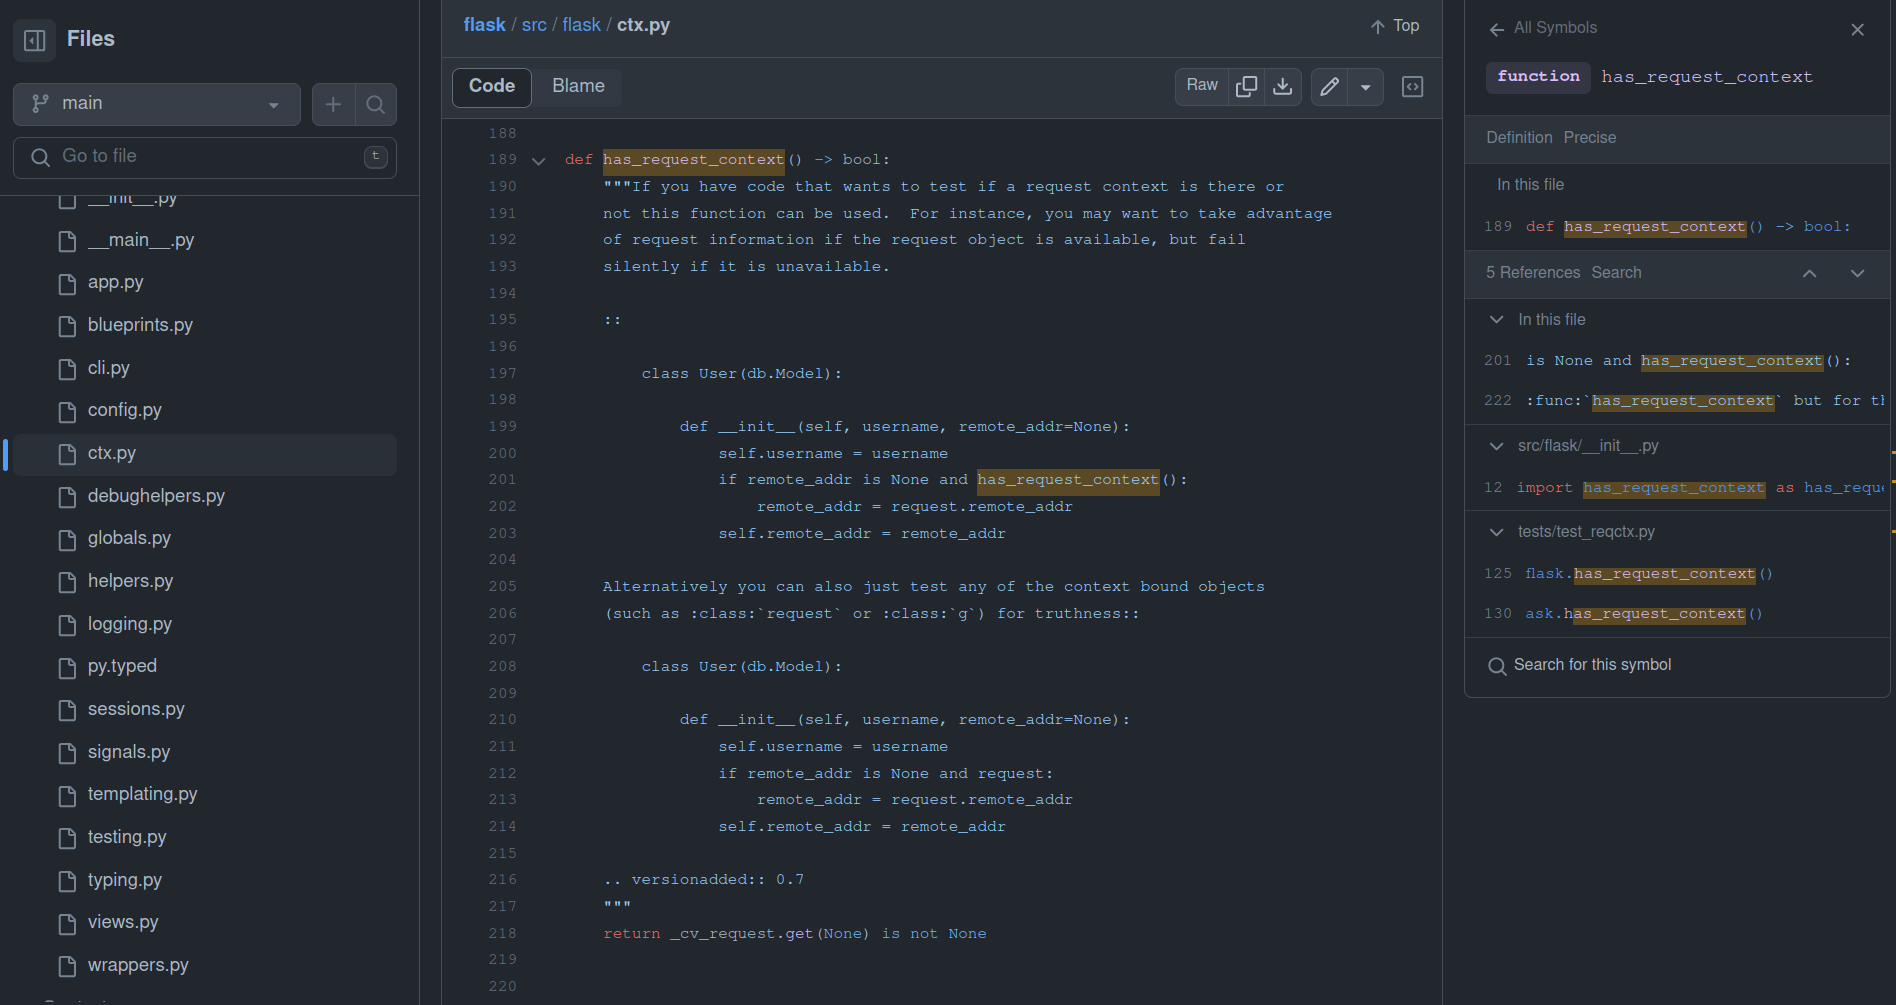 Files
main
Go to file
t
__init__.py
__main__.py
app.py
blueprints.py
cli.py
config.py
ctx.py
debughelpers.py
globals.py
helpers.py
logging.py
py.typed
sessions.py
signals.py
templating.py
testing.py
typing.py
views.py
wrappers.py
flask / src / flask / ctx.py
Top
Code Blame
Raw
188
189 def has_request_context() -> bool:
190 """If you have code that wants to test if a request context is there or
191 not this function can be used.  For instance, you may want to take advantage
192 of request information if the request object is available, but fail
193 silently if it is unavailable.
194
195 ::
196
197 class User(db.Model):
198
199 def __init__(self, username, remote_addr=None):
200 self.username = username
201 if remote_addr is None and has_request_context():
202 remote_addr = request.remote_addr
203 self.remote_addr = remote_addr
204
205 Alternatively you can also just test any of the context bound objects
206 (such as :class:`request` or :class:`g`) for truthness::
207
208 class User(db.Model):
209
210 def __init__(self, username, remote_addr=None):
211 self.username = username
212 if remote_addr is None and request:
213 remote_addr = request.remote_addr
214 self.remote_addr = remote_addr
215
216 .. versionadded:: 0.7
217 """
218 return _cv_request.get(None) is not None
219
220
All Symbols
function has_request_context
Definition Precise
In this file
189 def has_request_context() -> bool:
5 References Search
In this file
201 is None and has_request_context():
222 :func:`has_request_context` but for t
src/flask/__init__.py
12 import has_request_context as has_reque
tests/test_reqctx.py
125 flask.has_request_context()
130 ask.has_request_context()
Search for this symbol